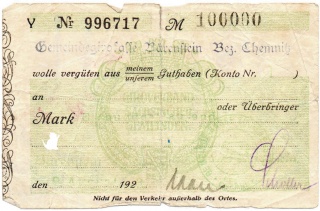 Y № 996717 M 100000
Gemeindegirokasse Bärenstein Bez. Chemnitz
wolle vergüten aus meinem Guthaben (Konto Nr. )
unserem
an oder Überbringer
Mark
den 192
Nicht für den Verkehr außerhalb des Ortes.